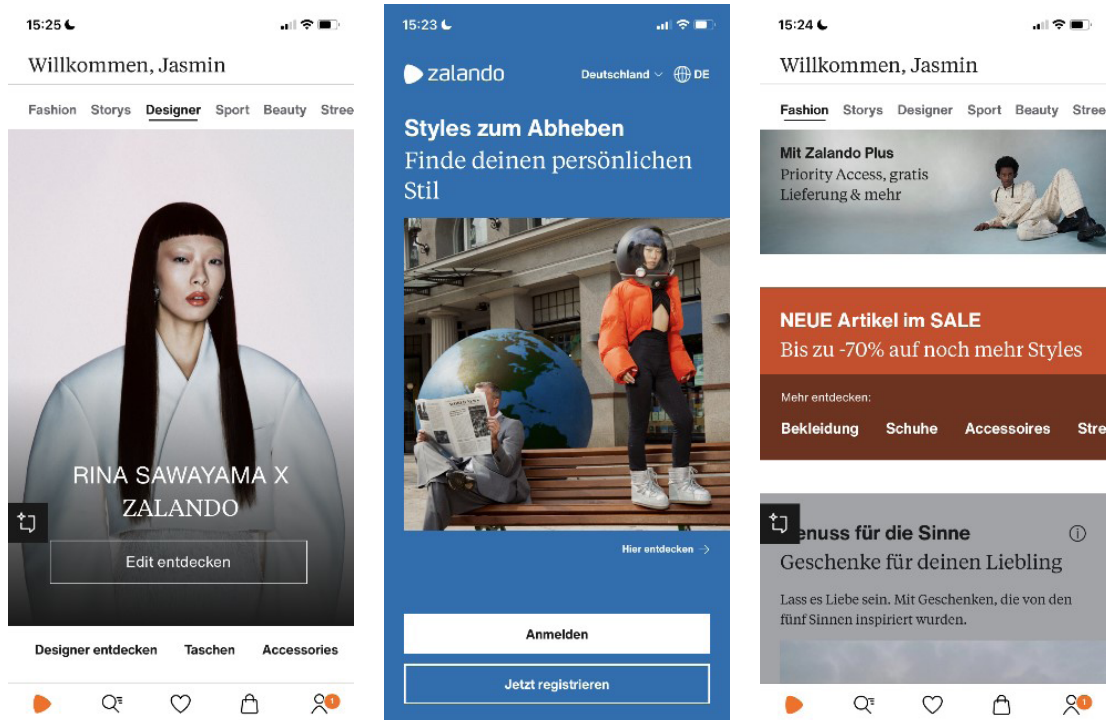 15:25
Willkommen, Jasmin
Fashion Storys Designer Sport Beauty Stree
RINA SAWAYAMA X
ZALANDO
Edit entdecken
Designer entdecken Taschen Accessories
1
15:23
zalando Deutschland DE
Styles zum Abheben
Finde deinen persönlichen
Stil
Hier entdecken
Anmelden
Jetzt registrieren
15:24
Willkommen, Jasmin
Fashion Storys Designer Sport Beauty Stree
Mit Zalando Plus
Priority Access, gratis
Lieferung & mehr
NEUE Artikel im SALE
Bis zu -70% auf noch mehr Styles
Mehr entdecken:
Bekleidung Schuhe Accessoires Stre
enuss für die Sinne
Geschenke für deinen Liebling
Lass es Liebe sein. Mit Geschenken, die von den
fünf Sinnen inspiriert wurden.
1